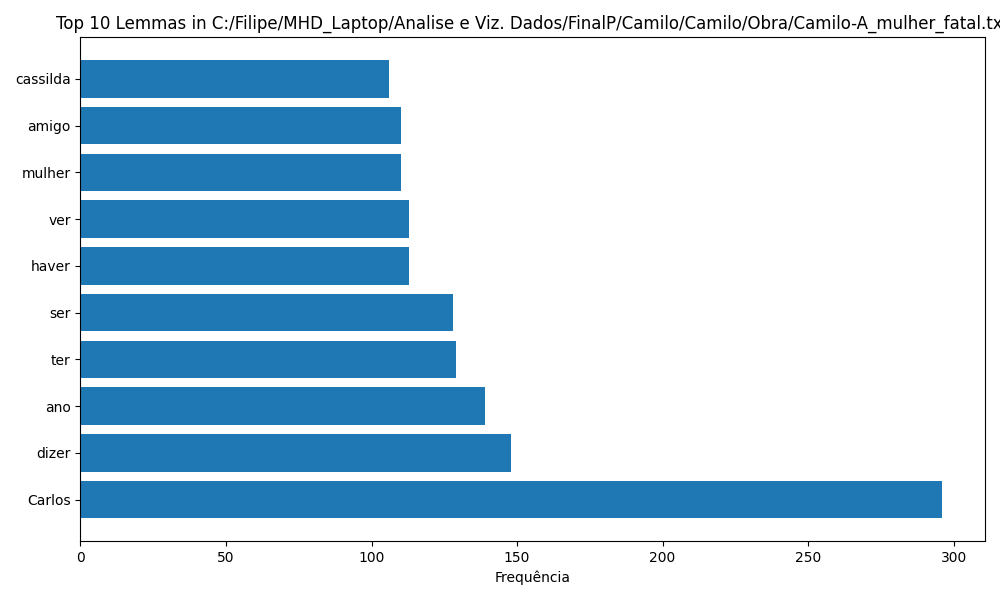 Top 10 Lemmas in C:/Filipe/MHD_Laptop/Analise e Viz. Dados/FinalP/Camilo/Camilo/Obra/Camilo-A_mulher_fatal.tx
cassilda
amigo
mulher
ver
haver
ser
ter
ano
dizer
Carlos
0 50 100 150 200 250 300
Frequência